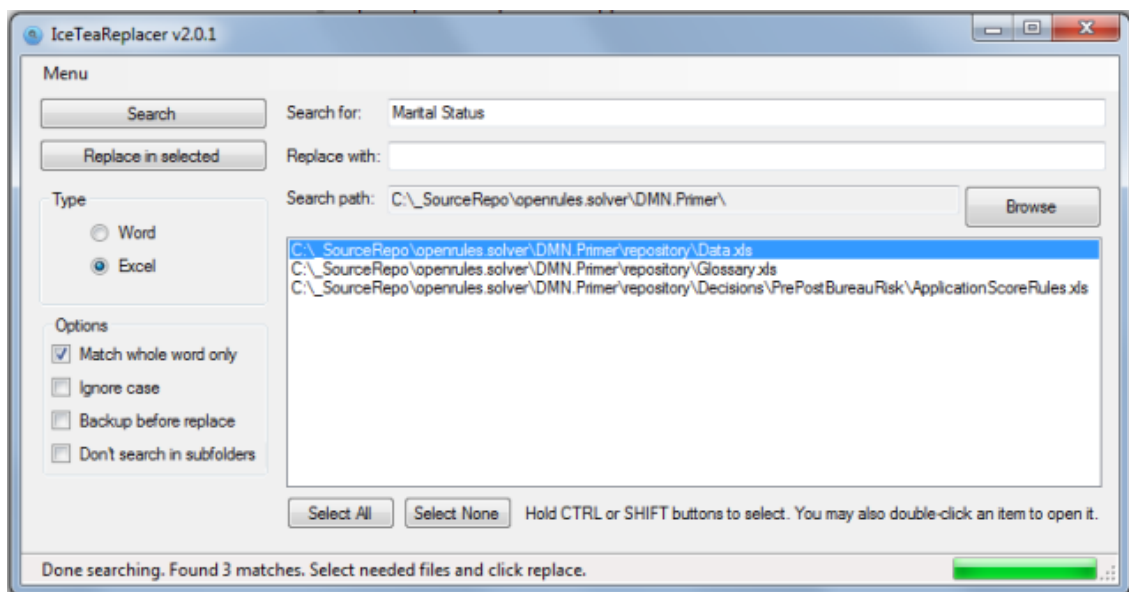 IceTeaReplacer v2.0.1
Menu
Search
Search for: Marital Status
Replace in selected
Replace with:
Search path: C:\_SourceRepo\openrules.solver\DMN.Primer\
Browse
Type
Word
Excel
C:\_SourceRepo\openrules.solver\DMN.Primer\repository\Data.xls
C:\_SourceRepo\openrules.solver\DMN.Primer\repository\Glossary.xls
C:\_SourceRepo\openrules.solver\DMN.Primer\repository\Decisions\PrePostBureauRisk\ApplicationScoreRules.xls
Options
Match whole word only
Ignore case
Backup before replace
Don't search in subfolders
Select All
Select None
Hold CTRL or SHIFT buttons to select. You may also double-click an item to open it.
Done searching. Found 3 matches. Select needed files and click replace.